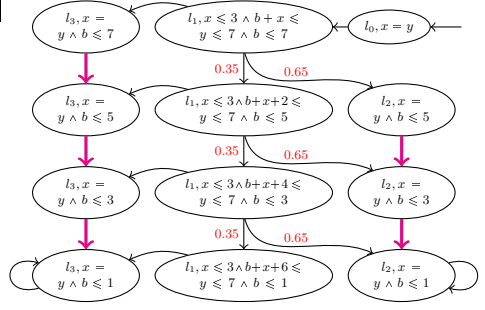 l₃, x =
y ∧ b ⩽ 7
l₁, x ⩽ 3 ∧ b + x ⩽
y ⩽ 7 ∧ b ⩽ 7
l₀, x = y
0.35
0.65
l₃, x =
y ∧ b ⩽ 5
l₁, x ⩽ 3∧b+x+2 ⩽
y ⩽ 7 ∧ b ⩽ 5
l₂, x =
y ∧ b ⩽ 5
0.35
0.65
l₃, x =
y ∧ b ⩽ 3
l₁, x ⩽ 3∧b+x+4 ⩽
y ⩽ 7 ∧ b ⩽ 3
l₂, x =
y ∧ b ⩽ 3
0.35
0.65
l₃, x =
y ∧ b ⩽ 1
l₁, x ⩽ 3∧b+x+6 ⩽
y ⩽ 7 ∧ b ⩽ 1
l₂, x =
y ∧ b ⩽ 1